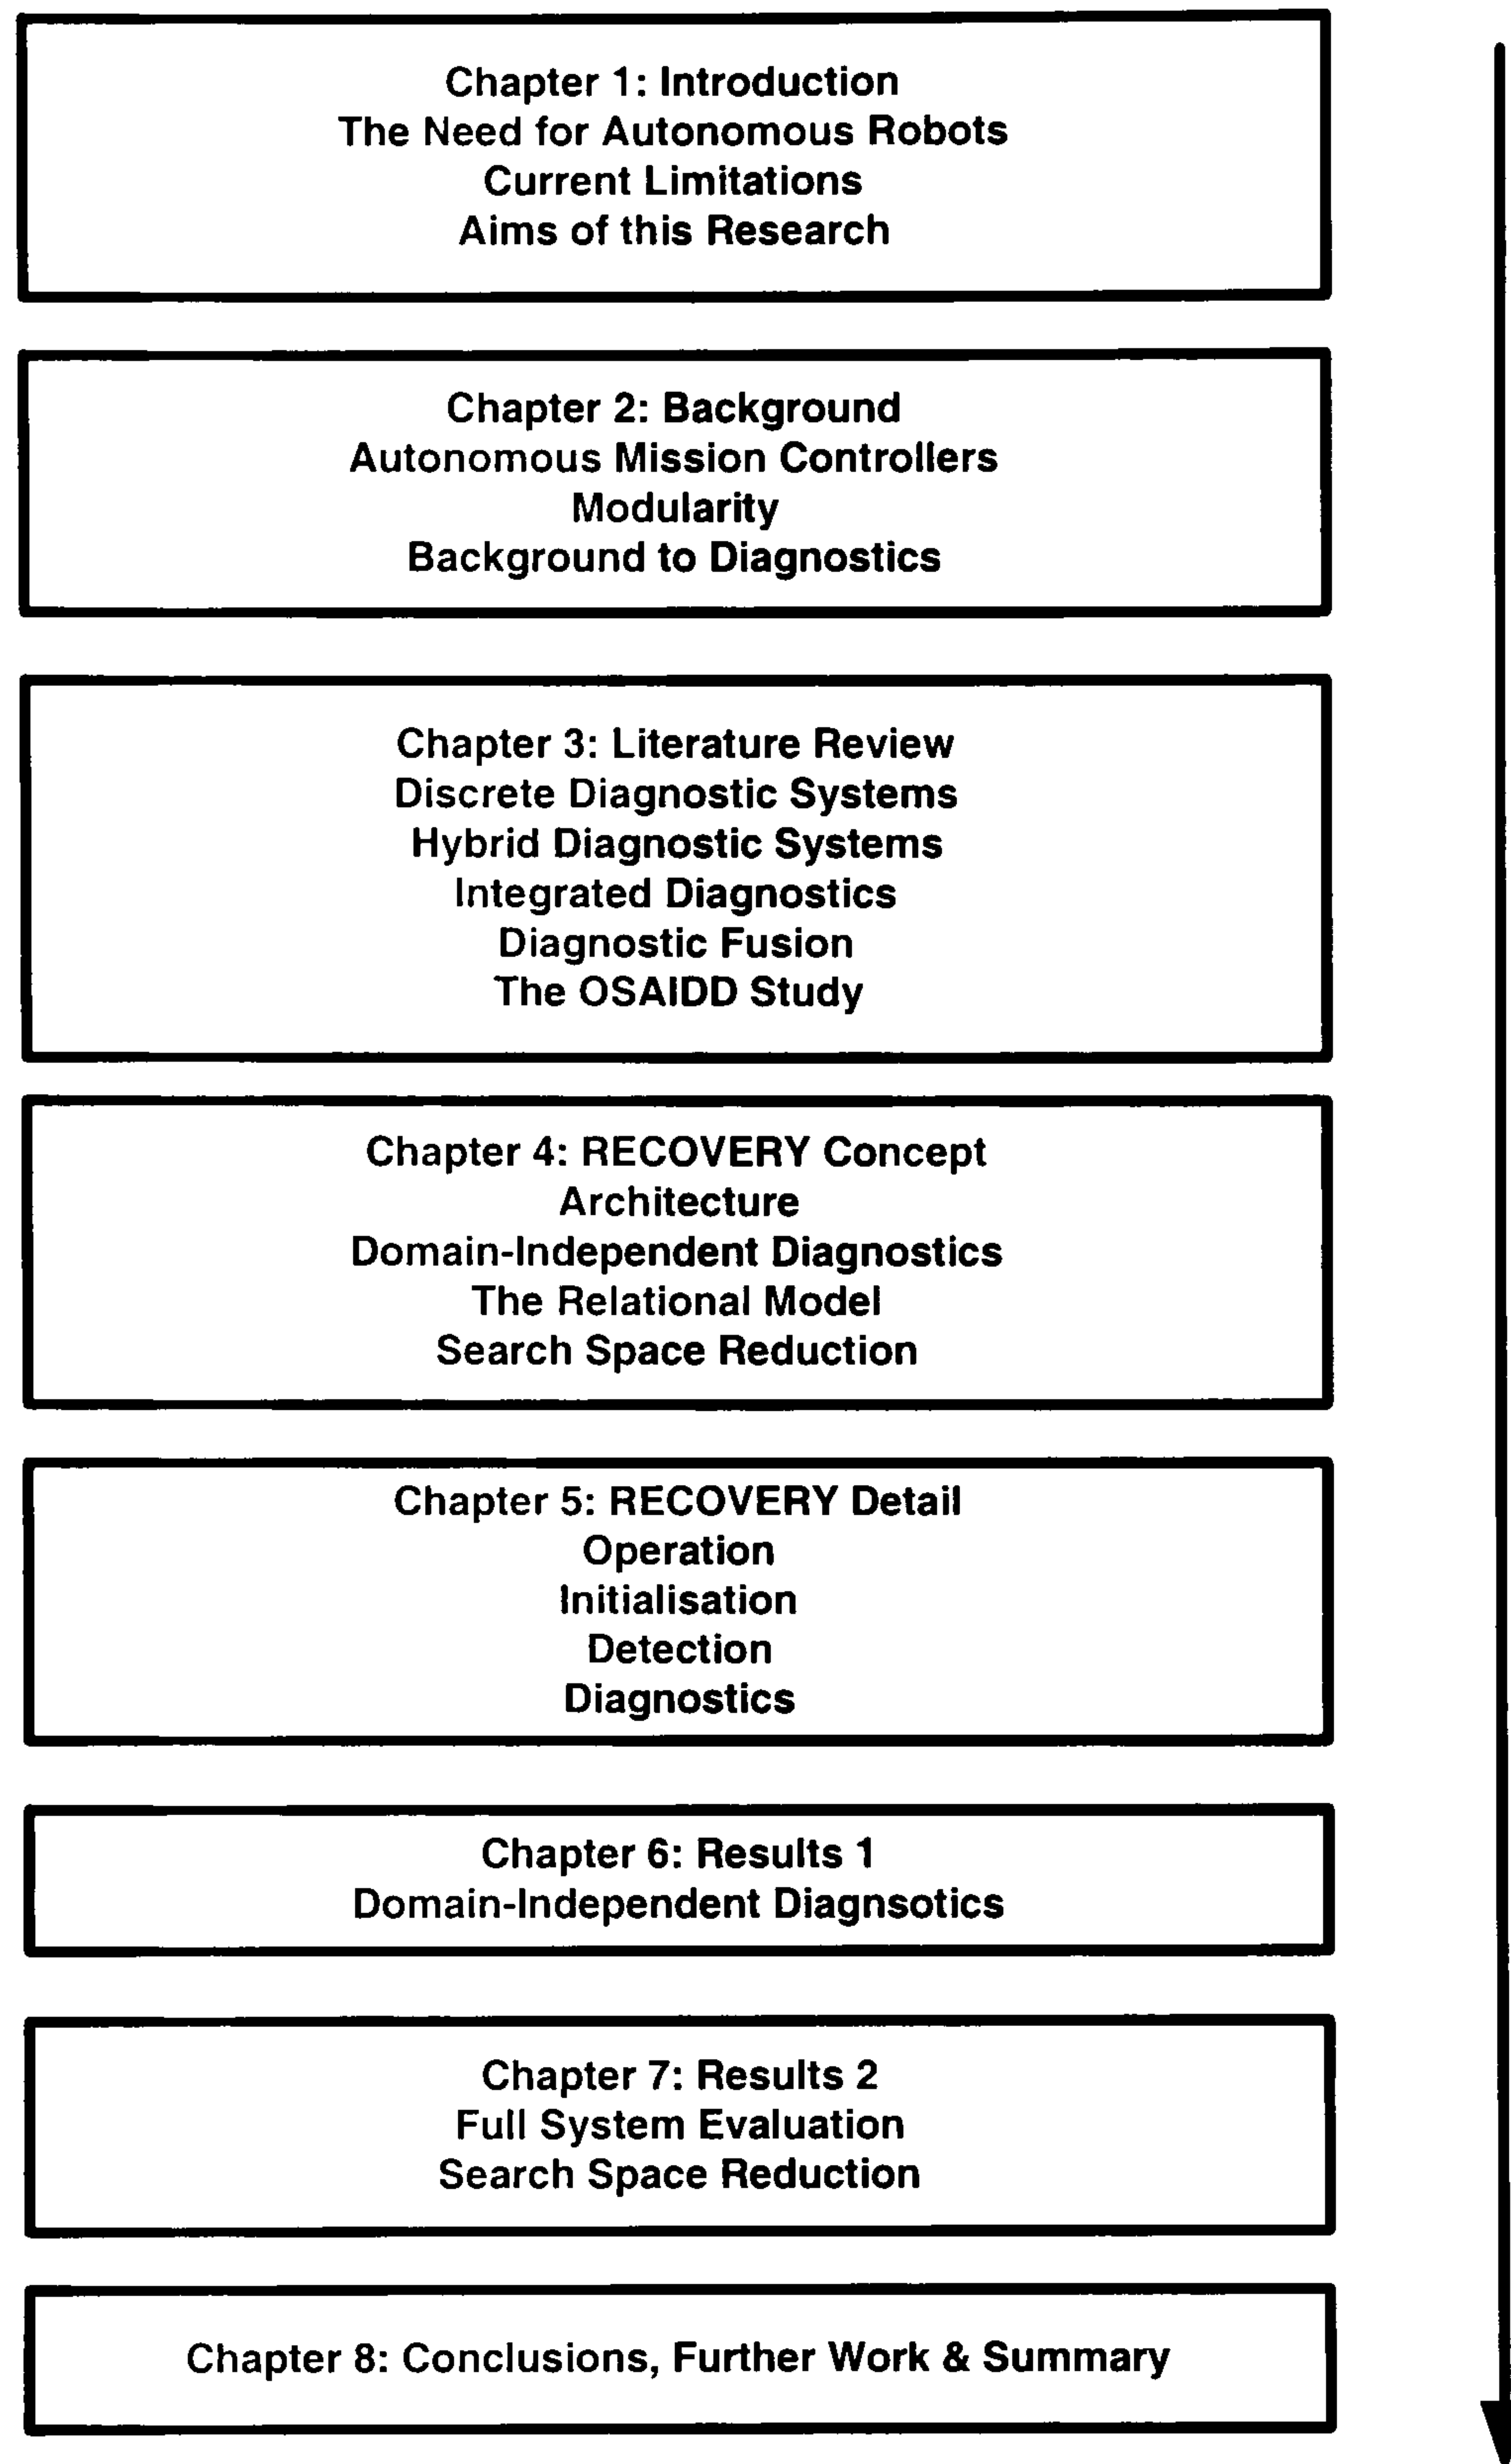 Chapter 1: Introduction
The Need for Autonomous Robots
Current Limitations
Aims of this Research
Chapter 2: Background
Autonomous Mission Controllers
Modularity
Background to Diagnostics
Chapter 3: Literature Review
Discrete Diagnostic Systems
Hybrid Diagnostic Systems
Integrated Diagnostics
Diagnostic Fusion
The OSAIDD Study
Chapter 4: RECOVERY Concept
Architecture
Domain-Independent Diagnostics
The Relational Model
Search Space Reduction
Chapter 5: RECOVERY Detail
Operation
Initialisation
Detection
Diagnostics
Chapter 6: Results 1
Domain-Independent Diagnsotics
Chapter 7: Results 2
Full System Evaluation
Search Space Reduction
Chapter 8: Conclusions, Further Work & Summary